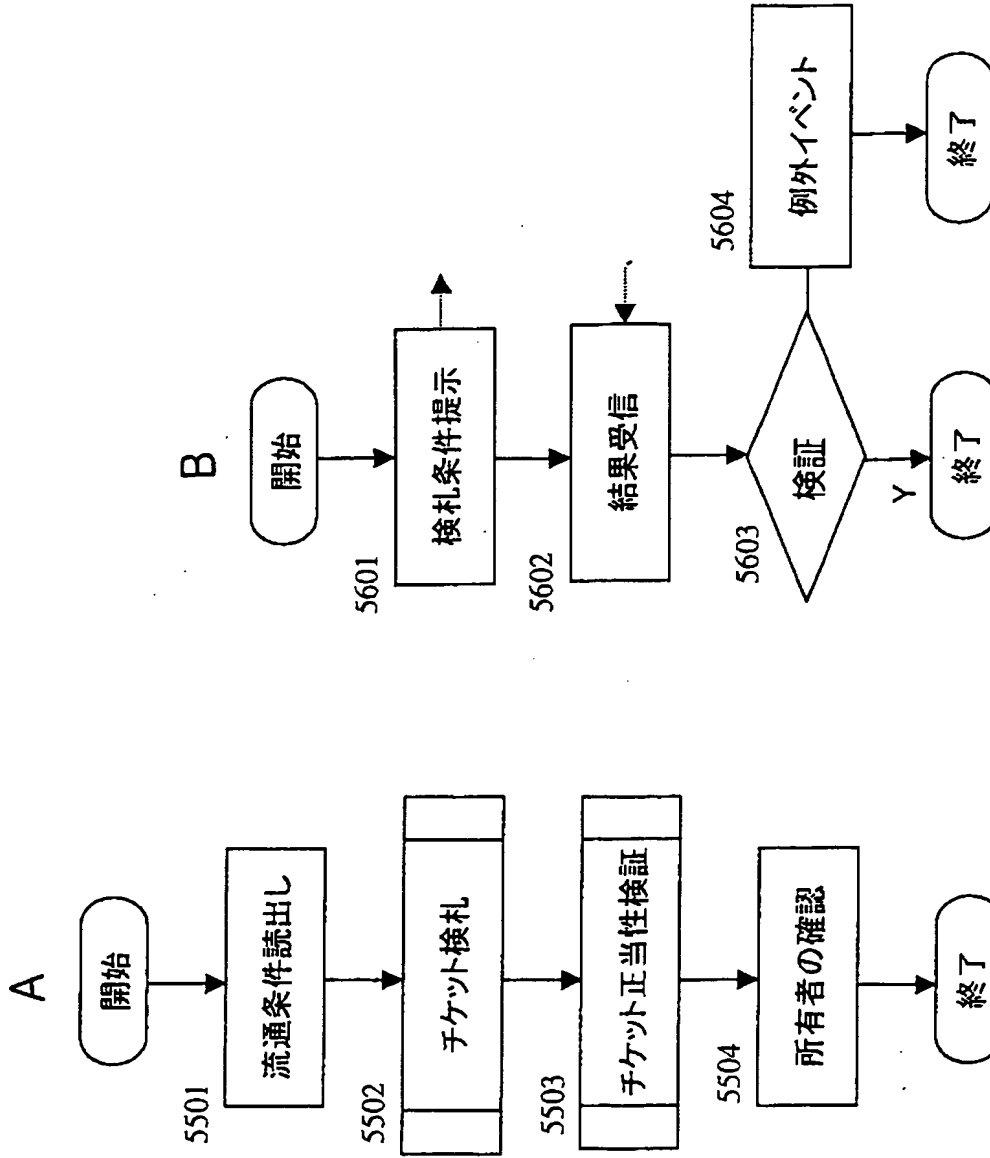 A
開始
5501
流通条件読出し
5502
チケット検札
5503
チケット正当性検証
5504
所有者の確認
終了
B
開始
5601
検札条件提示
5602
結果受信
5603
検証
Y
終了
5604
例外イベント
終了